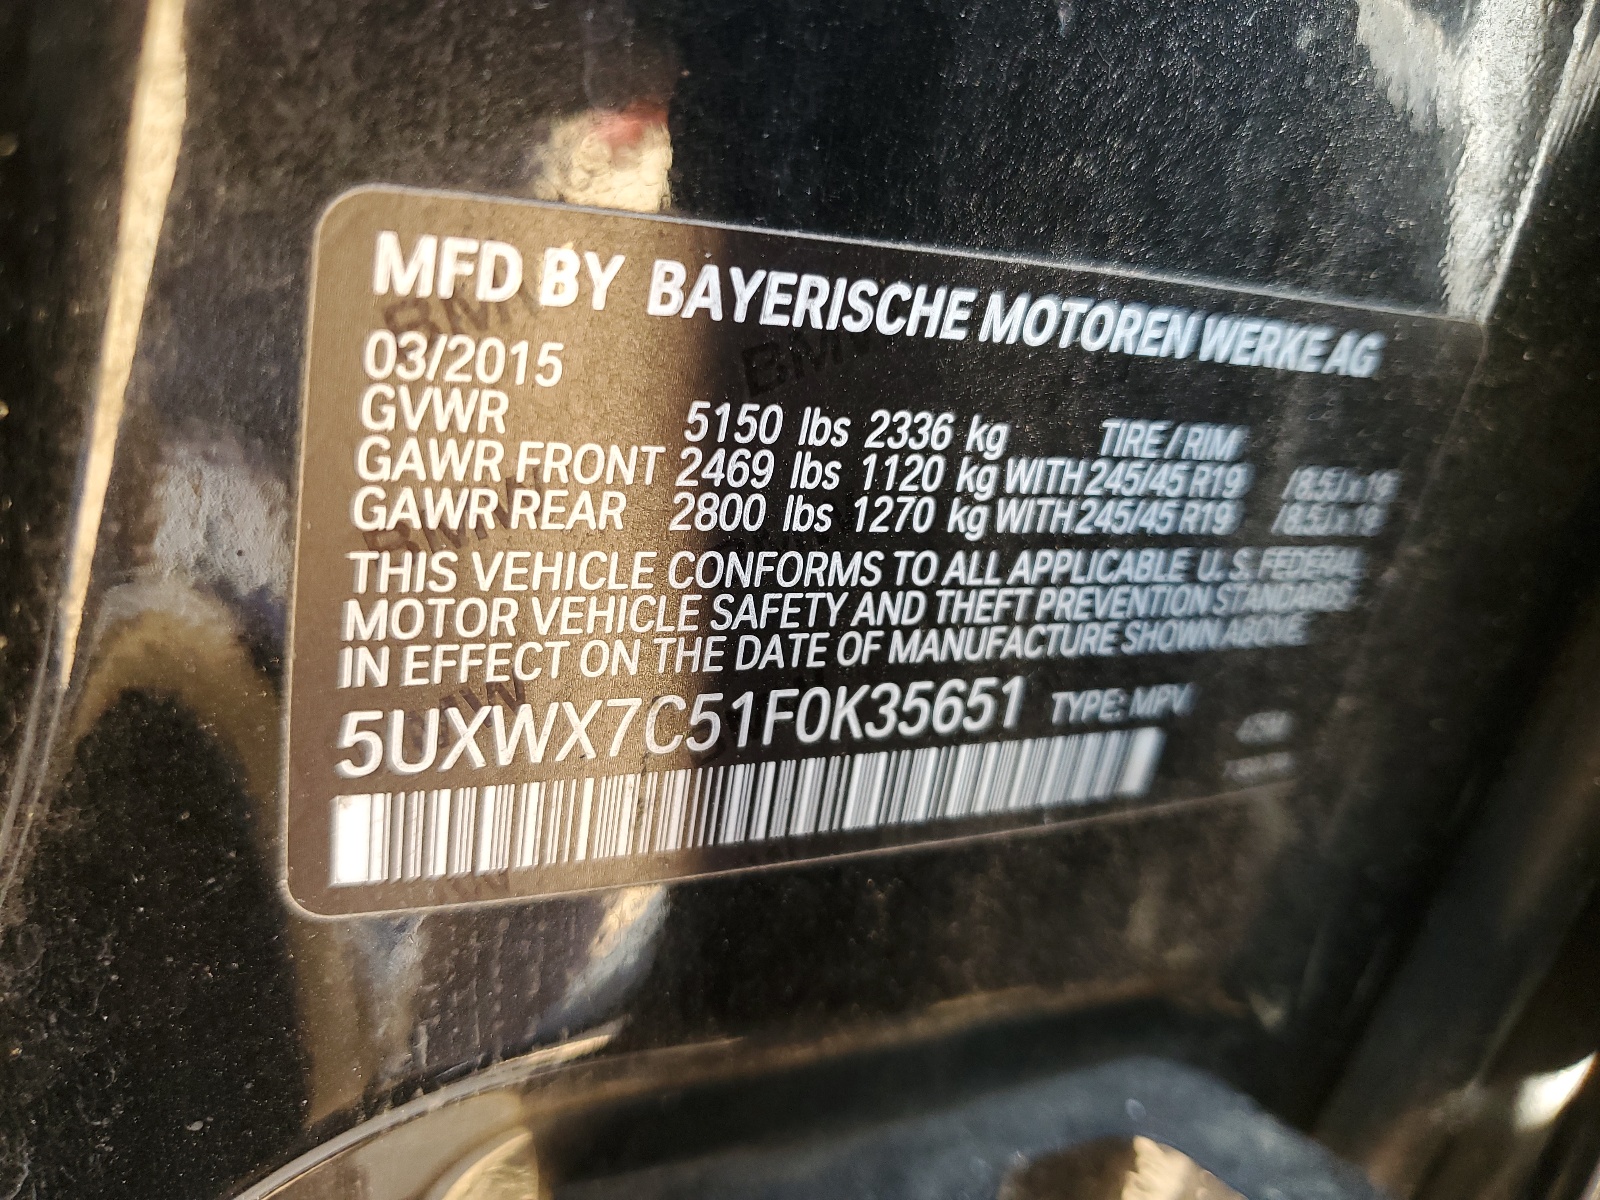 MFD BY BAYERISCHE MOTOREN WERKE AG
03/2015
GVWR 5150 lbs 2336 kg TIRE / RIM
GAWR FRONT 2469 lbs 1120 kg WITH 245/45 R19 / 8.5J x 19
GAWR REAR 2800 lbs 1270 kg WITH 245/45 R19 / 8.5J x 19
THIS VEHICLE CONFORMS TO ALL APPLICABLE U. S. FEDERAL
MOTOR VEHICLE SAFETY AND THEFT PREVENTION STANDARDS
IN EFFECT ON THE DATE OF MANUFACTURE SHOWN ABOVE
5UXWX7C51F0K35651 TYPE: MPV